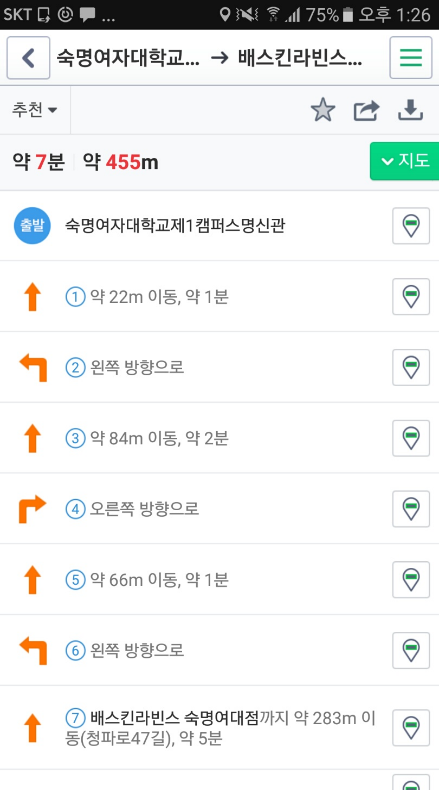 SKT ... 75% 오후 1:26
숙명여자대학교... → 배스킨라빈스...
추천
약 7분 약 455m 지도
출발 숙명여자대학교제1캠퍼스명신관
① 약 22m 이동, 약 1분
② 왼쪽 방향으로
③ 약 84m 이동, 약 2분
④ 오른쪽 방향으로
⑤ 약 66m 이동, 약 1분
⑥ 왼쪽 방향으로
⑦ 배스킨라빈스 숙명여대점까지 약 283m 이
동(청파로47길), 약 5분